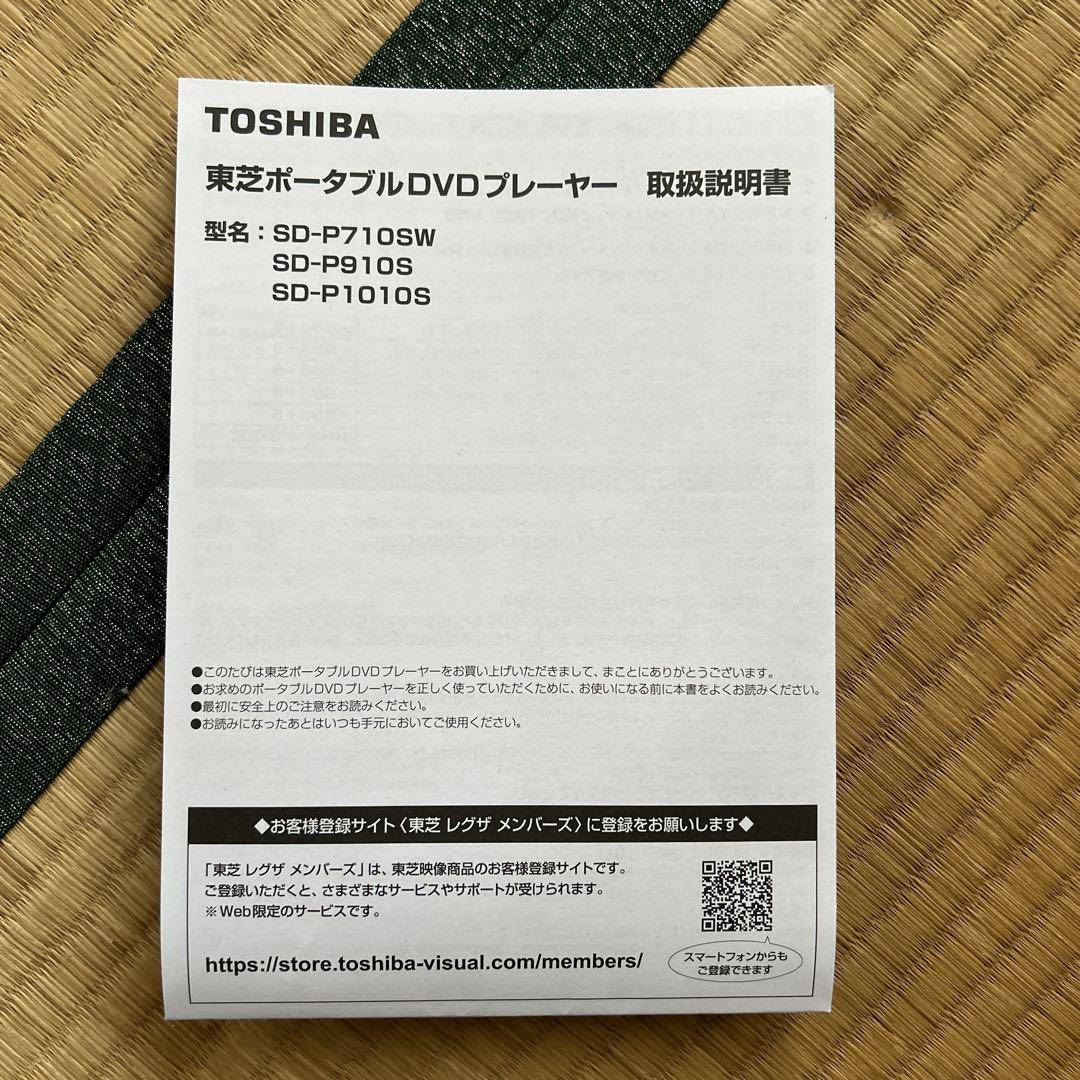 TOSHIBA
東芝ポータブルDVDプレーヤー 取扱説明書
型名：SD-P710SW
SD-P910S
SD-P1010S
●このたびは東芝ポータブルDVDプレーヤーをお買い上げいただきまして、まことにありがとうございます。
●お求めのポータブルDVDプレーヤーを正しく使っていただくために、お使いになる前に本書をよくお読みください。
●最初に安全上のご注意をお読みください。
●お読みになったあとはいつも手元においてご使用ください。
◆お客様登録サイト〈東芝 レグザ メンバーズ〉に登録をお願いします◆
「東芝 レグザ メンバーズ」は、東芝映像商品のお客様登録サイトです。
ご登録いただくと、さまざまなサービスやサポートが受けられます。
※Web限定のサービスです。
https://store.toshiba-visual.com/members/
スマートフォンからも
ご登録できます